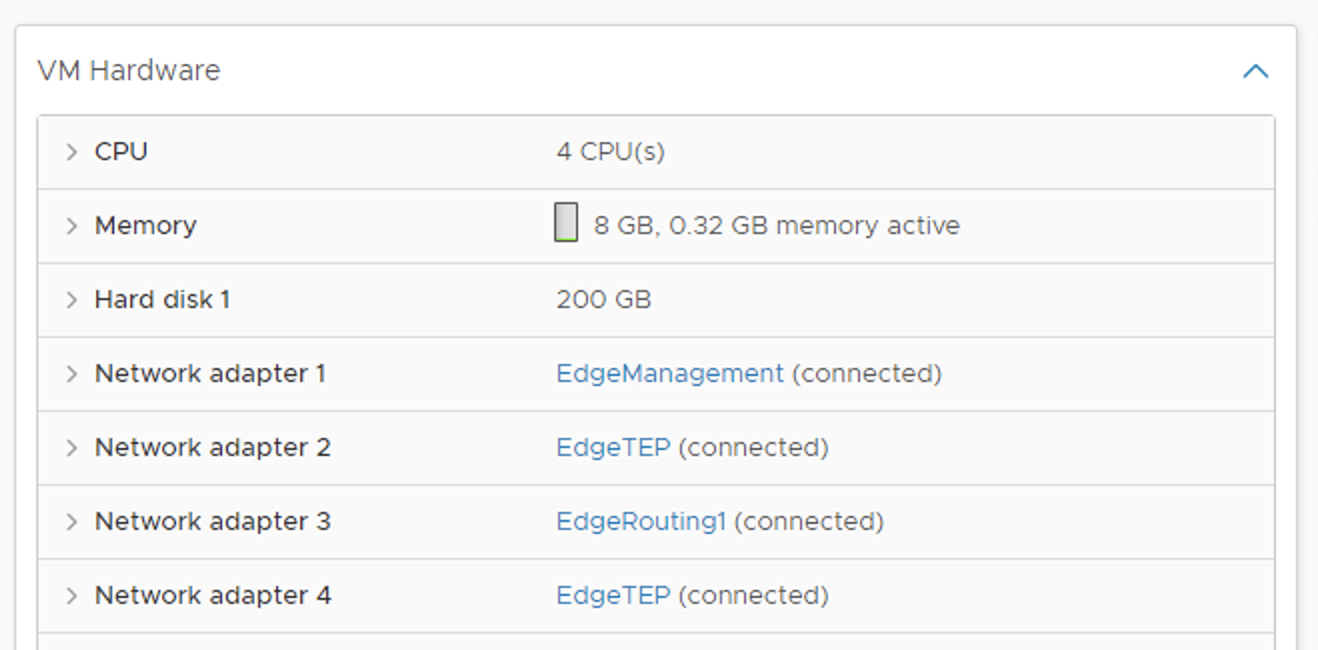 VM Hardware
CPU 4 CPU(s)
Memory 8 GB, 0.32 GB memory active
Hard disk 1 200 GB
Network adapter 1 EdgeManagement (connected)
Network adapter 2 EdgeTEP (connected)
Network adapter 3 EdgeRouting1 (connected)
Network adapter 4 EdgeTEP (connected)